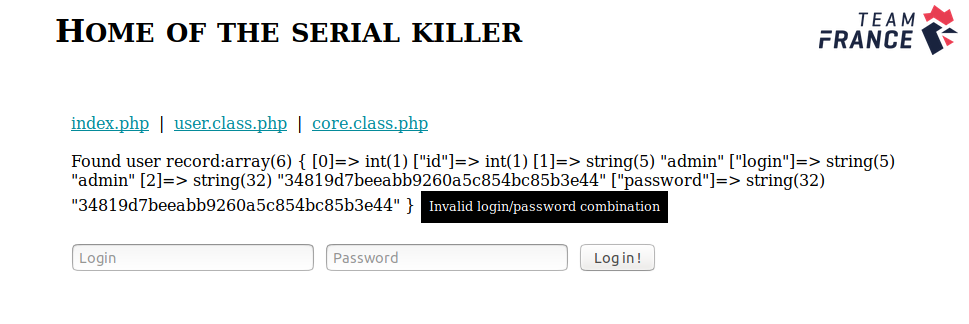 HOME OF THE SERIAL KILLER
TEAM
FRANCE
index.php | user.class.php | core.class.php
Found user record:array(6) { [0]=> int(1) ["id"]=> int(1) [1]=> string(5) "admin" ["login"]=> string(5)
"admin" [2]=> string(32) "34819d7beeabb9260a5c854bc85b3e44" ["password"]=> string(32)
"34819d7beeabb9260a5c854bc85b3e44" } Invalid login/password combination
Login Password Log in !